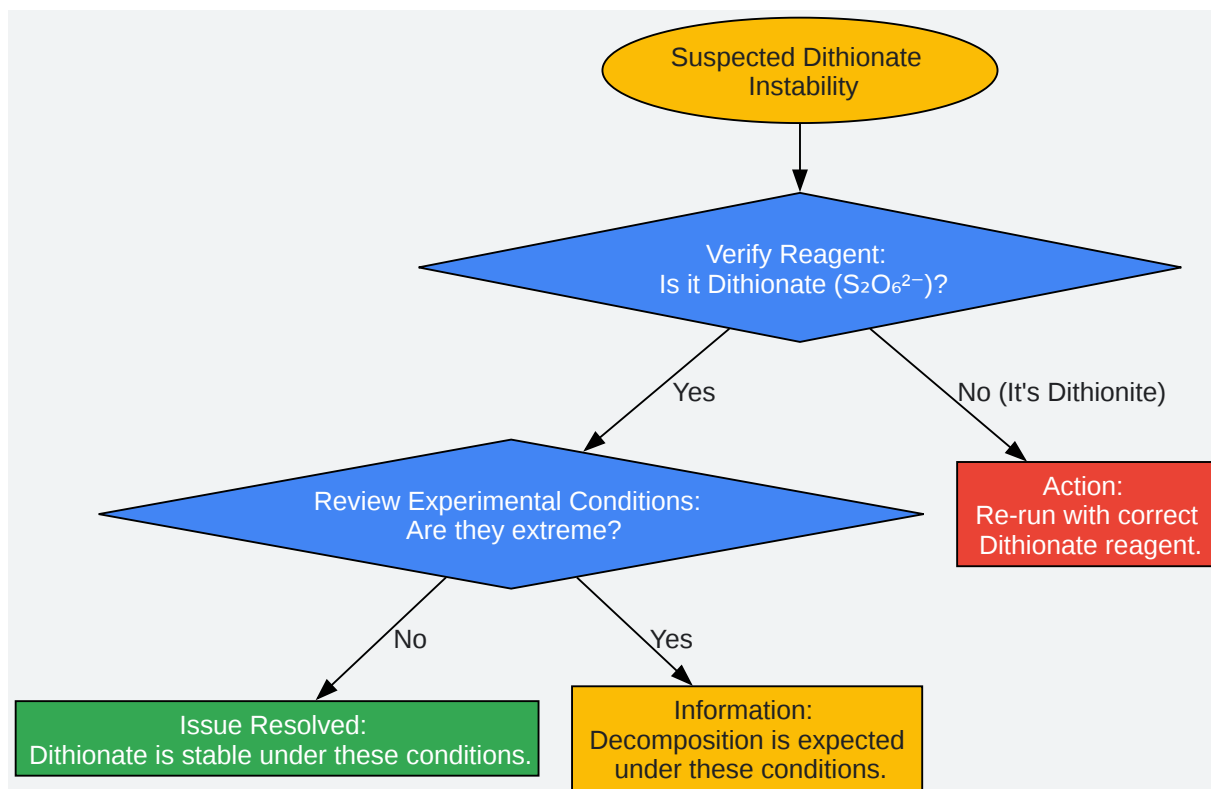 Suspected Dithionate
Instability
Verify Reagent:
Is it Dithionate (S₂O₆²⁻)?
Yes
No (It's Dithionite)
Review Experimental Conditions:
Are they extreme?
Action:
Re-run with correct
Dithionate reagent.
No
Yes
Issue Resolved:
Dithionate is stable under these conditions.
Information:
Decomposition is expected
under these conditions.